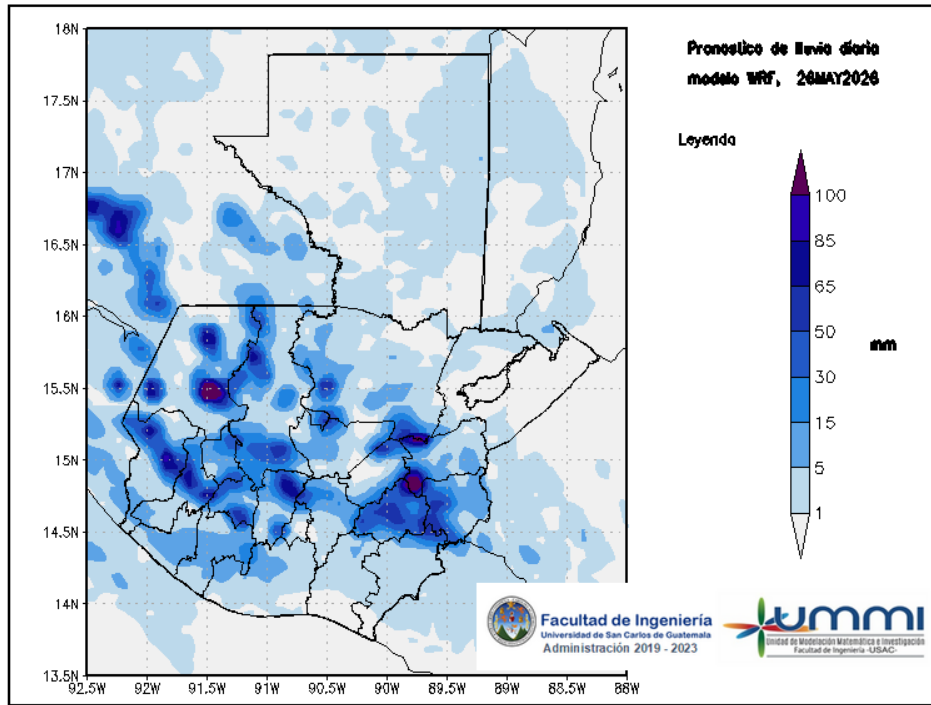 18N
17.5N
17N
16.5N
16N
15.5N
15N
14.5N
14N
13.5N
92.5W
92W
91.5W
91W
90.5W
90W
89.5W
89W
88.5W
88W
Pronostico de lluvia diaria
modelo WRF, 26MAY2026
Leyenda
100
85
65
50
30
15
5
1
mm
Facultad de Ingeniería
Universidad de San Carlos de Guatemala
Administración 2019 - 2023
UMMI
Unidad de Modelación Matemática e Investigación
Facultad de Ingeniería -USAC-